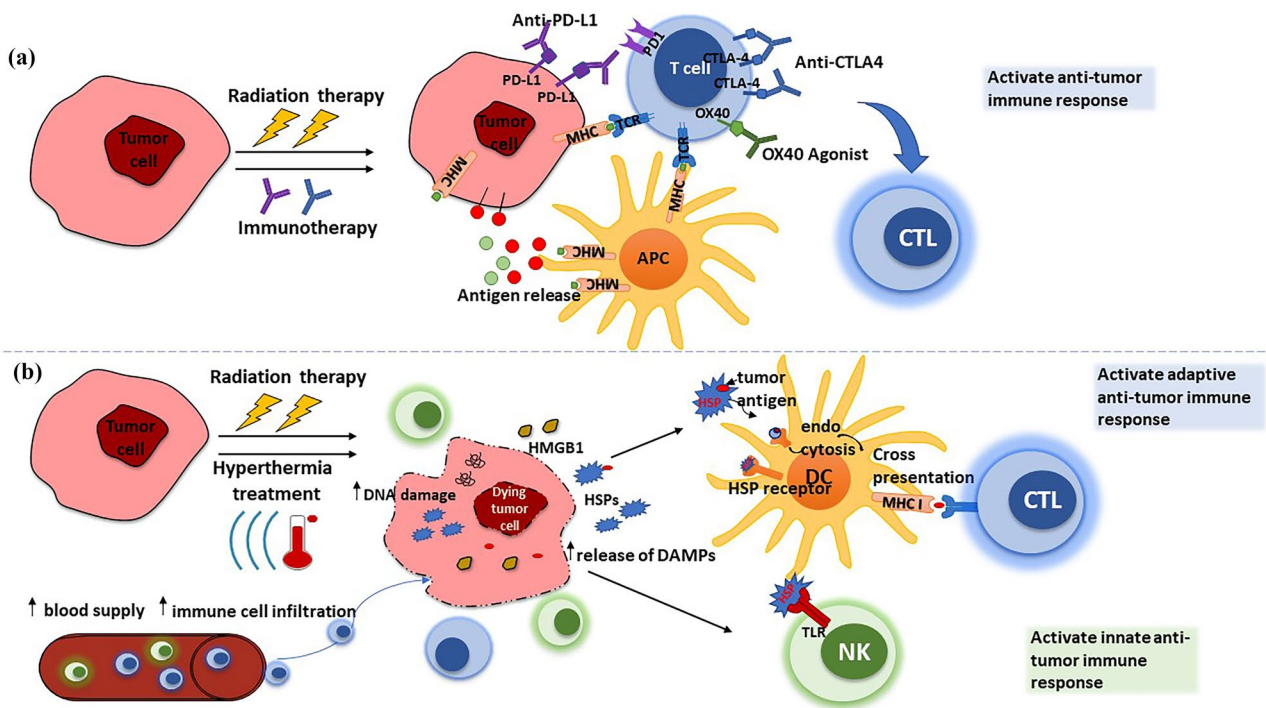 (a)
Anti-PD-L1
Radiation therapy
Tumor
cell
Immunotherapy
PD-L1
PD-L1
Tumor
cell
MHC
TCR
MHC
PD1
T cell
CTLA-4
CTLA-4
Anti-CTLA4
OX40
OX40 Agonist
TCR
MHC
MHC
MHC
APC
Antigen release
CTL
Activate anti-tumor
immune response
(b)
Radiation therapy
Tumor
cell
Hyperthermia
treatment
↑ blood supply
↑ immune cell infiltration
HMGB1
↑ DNA damage
Dying
tumor
cell
HSPs
↑ release of DAMPs
HSP
tumor
antigen
endo
cytosis
Cross
presentation
DC
HSP receptor
MHC I
CTL
HSP
TLR
NK
Activate adaptive
anti-tumor immune
response
Activate innate anti-
tumor immune
response